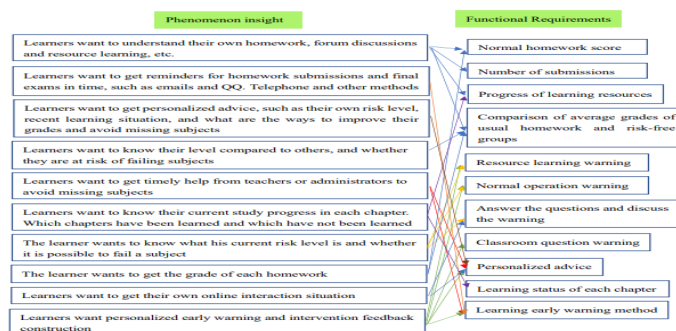 Phenomenon insight
Learners want to understand their own homework, forum discussions
and resource learning, etc.
Learners want to get reminders for homework submissions and final
exams in time, such as emails and QQ. Telephone and other methods
Learners want to get personalized advice, such as their own risk level,
recent learning situation, and what are the ways to improve their
grades and avoid missing subjects
Learners want to know their level compared to others, and whether
they are at risk of failing subjects
Learners want to get timely help from teachers or administrators to
avoid missing subjects
Learners want to know their current study progress in each chapter.
Which chapters have been learned and which have not been learned
The learner wants to know what his current risk level is and whether
it is possible to fail a subject
The learner wants to get the grade of each homework
Learners want to get their own online interaction situation
Learners want personalized early warning and intervention feedback
construction
Functional Requirements
Normal homework score
Number of submissions
Progress of learning resources
Comparison of average grades of
usual homework and risk-free
groups
Resource learning warning
Normal operation warning
Answer the questions and discuss
the warning
Classroom question warning
Personalized advice
Learning status of each chapter
Learning early warning method